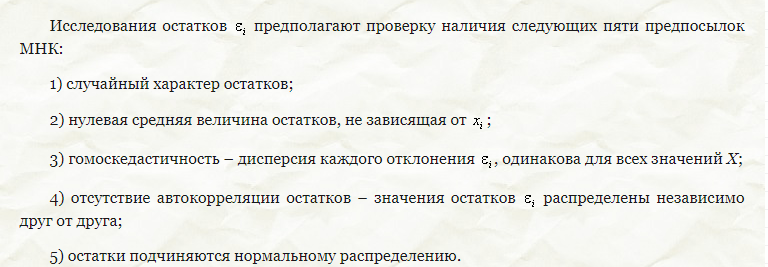 Исследования остатков εᵢ предполагают проверку наличия следующих пяти предпосылок
МНК:
1) случайный характер остатков;
2) нулевая средняя величина остатков, не зависящая от xᵢ ;
3) гомоскедастичность – дисперсия каждого отклонения εᵢ, одинакова для всех значений X;
4) отсутствие автокорреляции остатков – значения остатков εᵢ распределены независимо
друг от друга;
5) остатки подчиняются нормальному распределению.